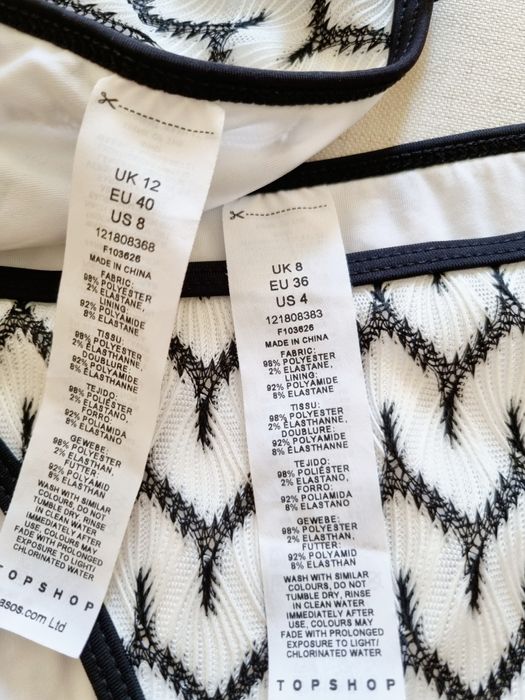 UK 12
EU 40
US 8
121808368
F103626
MADE IN CHINA
FABRIC:
98% POLYESTER
2% ELASTANE,
LINING:
92% POLYAMIDE
8% ELASTANE
TISSU:
98% POLYESTER
2% ELASTHANNE,
DOUBLURE:
92% POLYAMIDE
8% ELASTHANNE
TEJIDO:
98% POLIÉSTER
2% ELASTANO,
FORRO:
92% POLIAMIDA
8% ELASTANO
GEWEBE:
98% POLYESTER
2% ELASTHAN,
FUTTER:
92% POLYAMID
8% ELASTHAN
WASH WITH SIMILAR
COLOURS, DO NOT
TUMBLE DRY, RINSE
IN CLEAN WATER
IMMEDIATELY AFTER
USE, COLOURS MAY
FADE WITH PROLONGED
EXPOSURE TO LIGHT/
CHLORINATED WATER
TOPSHOP
asos.com Ltd
UK 8
EU 36
US 4
121808383
F103626
MADE IN CHINA
FABRIC:
98% POLYESTER
2% ELASTANE,
LINING:
92% POLYAMIDE
8% ELASTANE
TISSU:
98% POLYESTER
2% ELASTHANNE,
DOUBLURE:
92% POLYAMIDE
8% ELASTHANNE
TEJIDO:
98% POLIÉSTER
2% ELASTANO,
FORRO:
92% POLIAMIDA
8% ELASTANO
GEWEBE:
98% POLYESTER
2% ELASTHAN,
FUTTER:
92% POLYAMID
8% ELASTHAN
WASH WITH SIMILAR
COLOURS, DO NOT
TUMBLE DRY, RINSE
IN CLEAN WATER
IMMEDIATELY AFTER
USE, COLOURS MAY
FADE WITH PROLONGED
EXPOSURE TO LIGHT/
CHLORINATED WATER
TOPSHOP